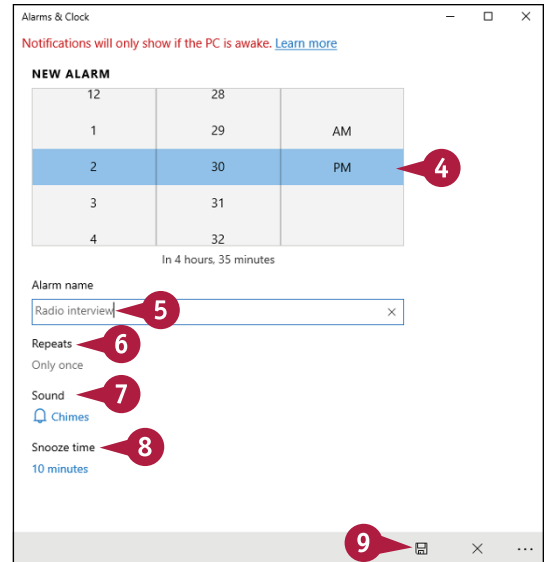 Alarms & Clock
Notifications will only show if the PC is awake. Learn more
NEW ALARM
12 28
1 29 AM
2 30 PM 4
3 31
4 32
In 4 hours, 35 minutes
Alarm name
Radio interview 5
Repeats 6
Only once
Sound 7
Chimes
Snooze time 8
10 minutes
9